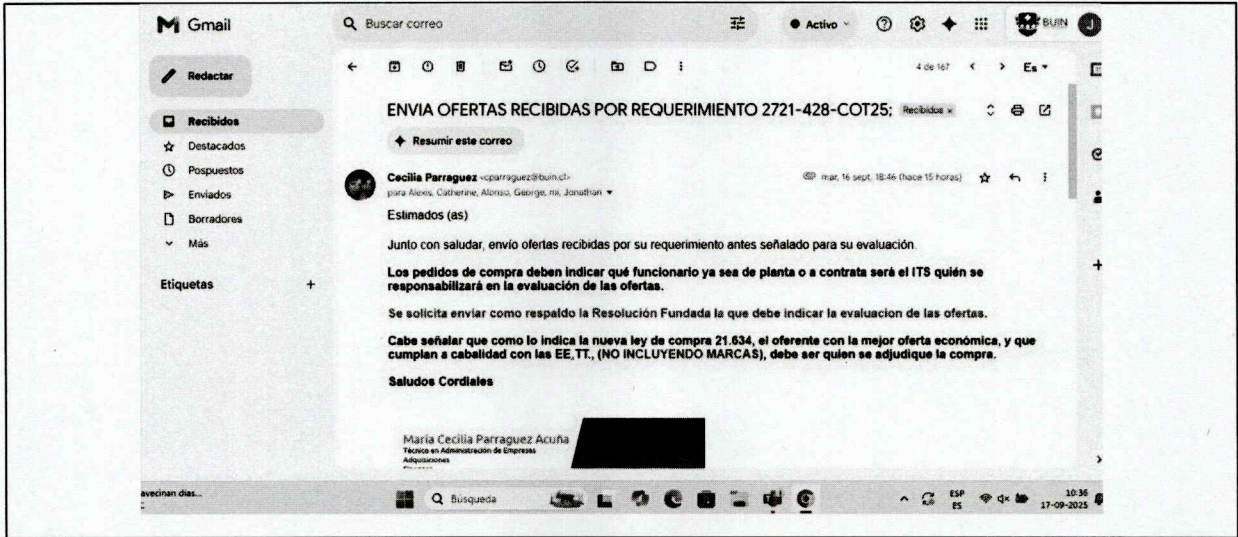 Gmail
Buscar correo
Activo
BUIN
J
Redactar
4 de 167
Es
ENVIA OFERTAS RECIBIDAS POR REQUERIMIENTO 2721-428-COT25; Recibidos x
Recibidos
Resumir este correo
Destacados
Pospuestos
Cecilia Parraguez <cparraguez@buin.cl>
mar, 16 sept, 18:46 (hace 15 horas)
para Alexis, Catherine, Alonso, George, mí, Jonathan
Enviados
Borradores
Estimados (as)
Más
Junto con saludar, envío ofertas recibidas por su requerimiento antes señalado para su evaluación.
Los pedidos de compra deben indicar qué funcionario ya sea de planta o a contrata será el ITS quién se
responsabilizará en la evaluación de las ofertas.
Etiquetas +
Se solicita enviar como respaldo la Resolución Fundada la que debe indicar la evaluacion de las ofertas.
Cabe señalar que como lo indica la nueva ley de compra 21.634, el oferente con la mejor oferta económica, y que
cumplan a cabalidad con las EE,TT., (NO INCLUYENDO MARCAS), debe ser quien se adjudique la compra.
Saludos Cordiales
María Cecilia Parraguez Acuña
Técnico en Administración de Empresas
Adquisiciones
avecinan días...
Búsqueda
ESP
ES
10:36
17-09-2025